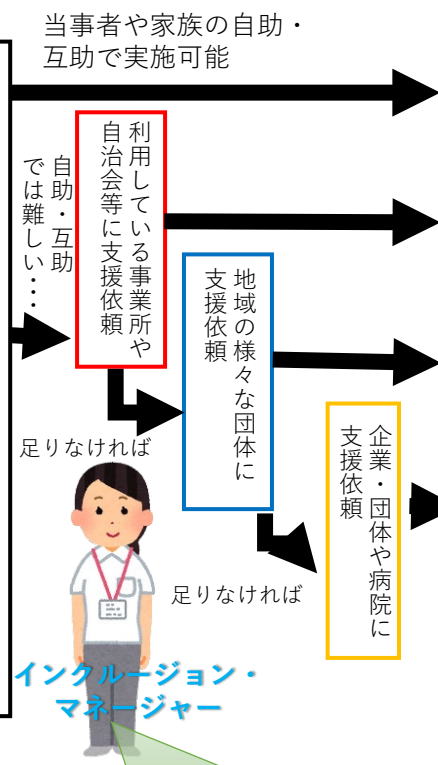 当事者や家族の自助・
互助で実施可能
自助・互助
では難しい・・・
利用している事業所や
自治会等に支援依頼
足りなければ
地域の様々な団体に
支援依頼
足りなければ
企業・団体や病院に
支援依頼
インクルージョン・
マネージャー